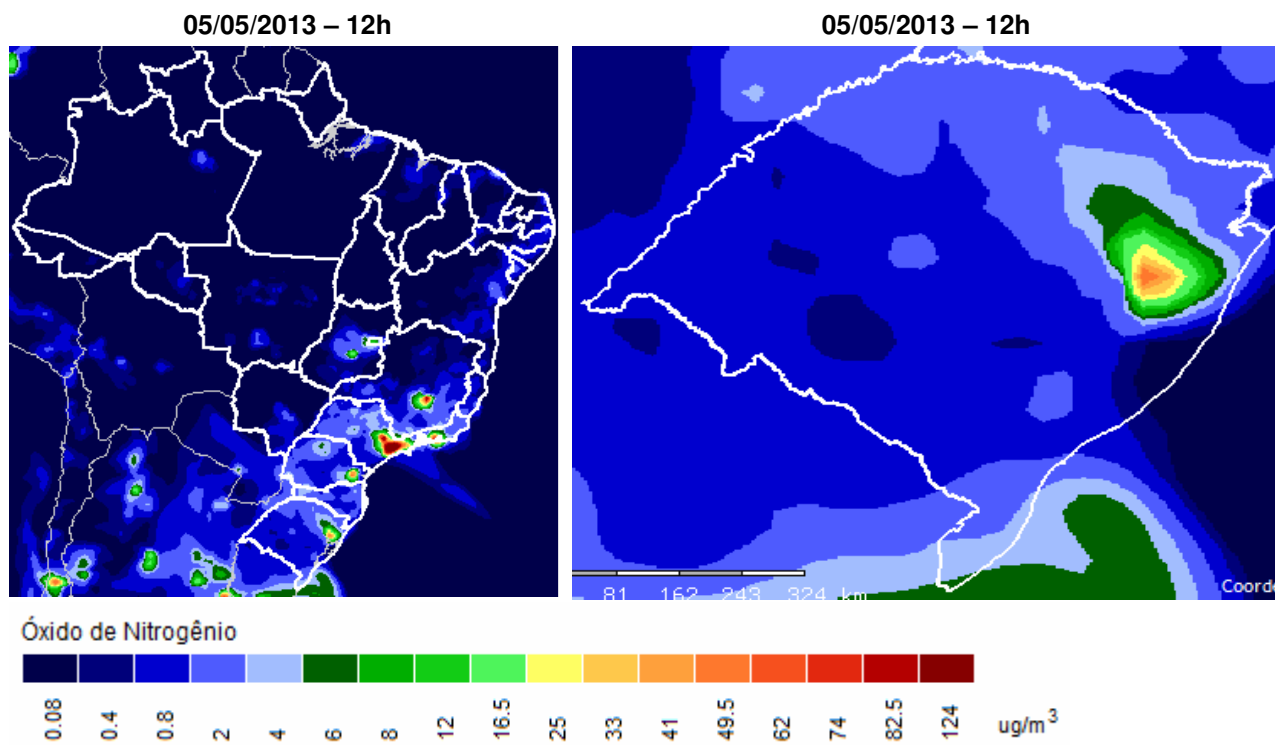 05/05/2013 – 12h
05/05/2013 – 12h
81 162 243 324 km
Coorde
Óxido de Nitrogênio
0.08 0.4 0.8 2 4 6 8 12 16.5 25 33 41 49.5 62 74 82.5 124 ug/m³